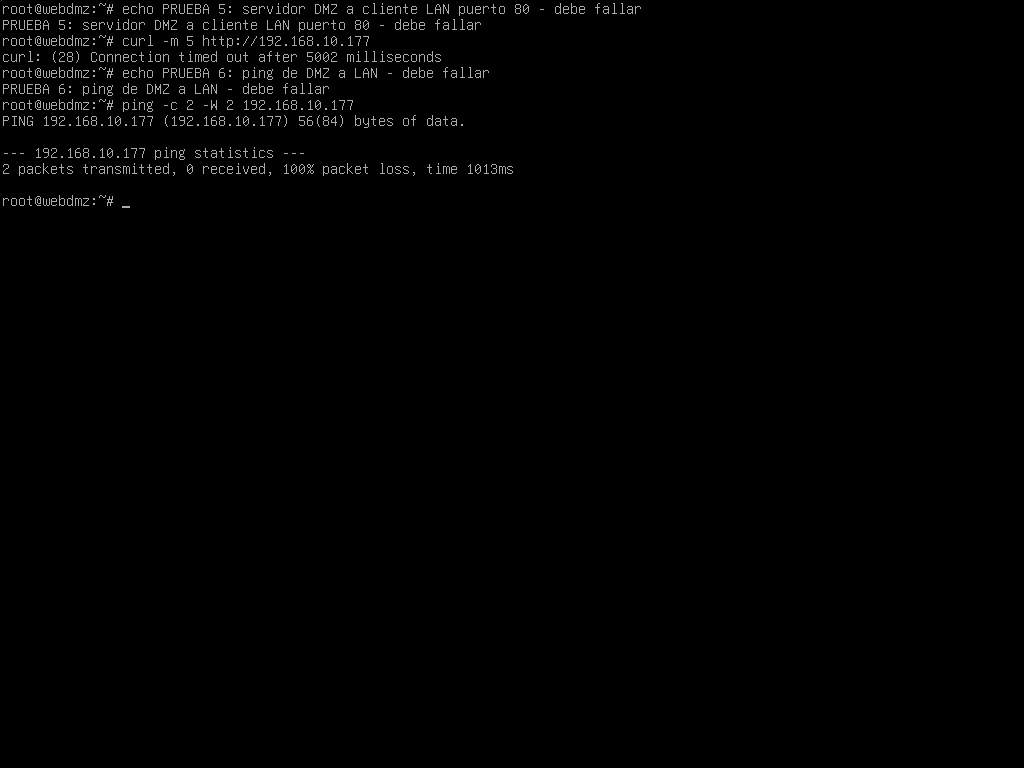 root@webdmz:~# echo PRUEBA 5: servidor DMZ a cliente LAN puerto 80 - debe fallar
PRUEBA 5: servidor DMZ a cliente LAN puerto 80 - debe fallar
root@webdmz:~# curl -m 5 http://192.168.10.177
curl: (28) Connection timed out after 5002 milliseconds
root@webdmz:~# echo PRUEBA 6: ping de DMZ a LAN - debe fallar
PRUEBA 6: ping de DMZ a LAN - debe fallar
root@webdmz:~# ping -c 2 -W 2 192.168.10.177
PING 192.168.10.177 (192.168.10.177) 56(84) bytes of data.
--- 192.168.10.177 ping statistics ---
2 packets transmitted, 0 received, 100% packet loss, time 1013ms
root@webdmz:~# _